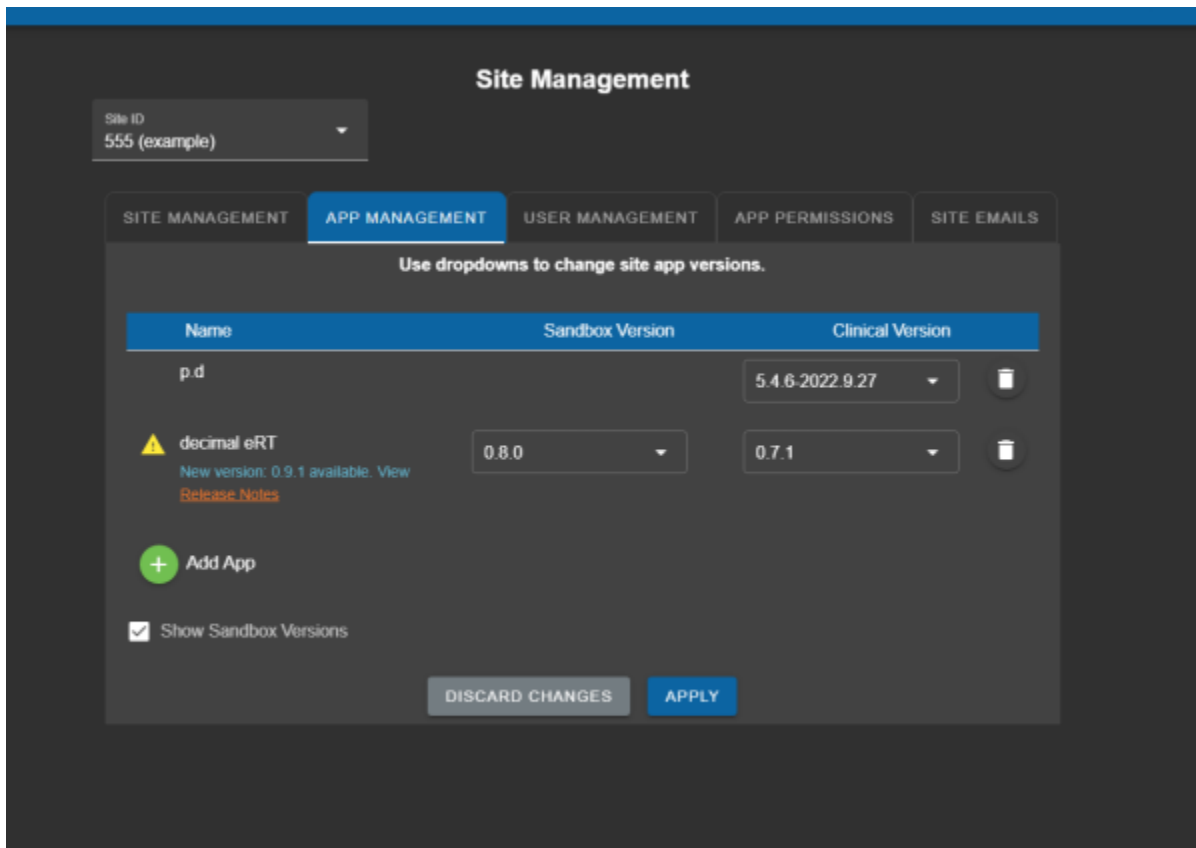 Site Management
Site ID
555 (example)
SITE MANAGEMENT APP MANAGEMENT USER MANAGEMENT APP PERMISSIONS SITE EMAILS
Use dropdowns to change site app versions.
Name Sandbox Version Clinical Version
p.d 5.4.6-2022.9.27
decimal eRT 0.8.0 0.7.1
New version: 0.9.1 available. View
Release Notes
Add App
Show Sandbox Versions
DISCARD CHANGES APPLY